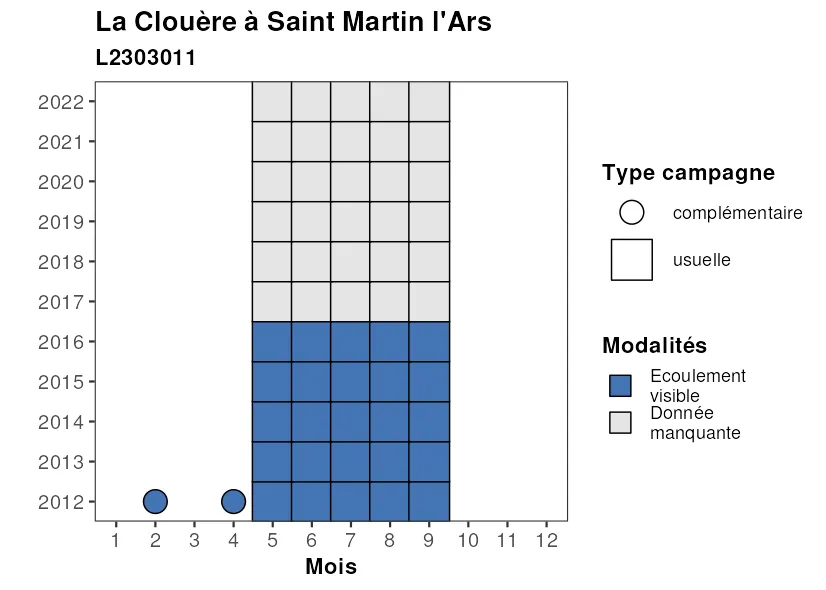 La Clouère à Saint Martin l'Ars
L2303011
2022
2021
2020
2019
2018
2017
2016
2015
2014
2013
2012
1 2 3 4 5 6 7 8 9 10 11 12
Mois
Type campagne
complémentaire
usuelle
Modalités
Ecoulement
visible
Donnée
manquante